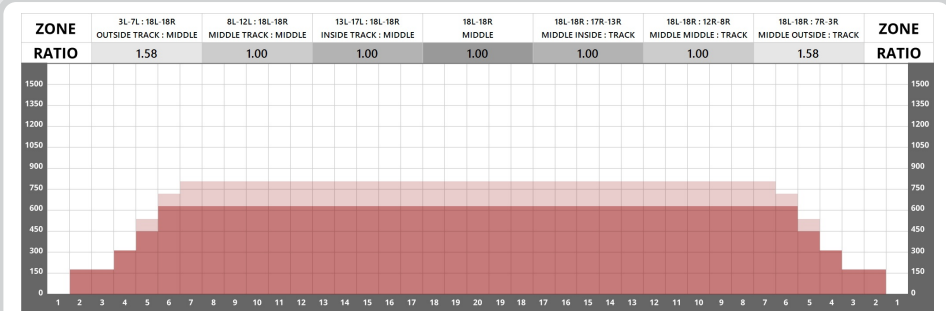 ZONE 3L-7L : 18L-18R 8L-12L : 18L-18R 13L-17L : 18L-18R 18L-18R 18L-18R : 17R-13R 18L-18R : 12R-8R 18L-18R : 7R-3R ZONE
OUTSIDE TRACK : MIDDLE MIDDLE TRACK : MIDDLE INSIDE TRACK : MIDDLE MIDDLE MIDDLE INSIDE : TRACK MIDDLE MIDDLE : TRACK MIDDLE OUTSIDE : TRACK
RATIO 1.58 1.00 1.00 1.00 1.00 1.00 1.58 RATIO
1500 1500
1350 1350
1200 1200
1050 1050
900 900
750 750
600 600
450 450
300 300
150 150
0 0
1 2 3 4 5 6 7 8 9 10 11 12 13 14 15 16 17 18 19 20 19 18 17 16 15 14 13 12 11 10 9 8 7 6 5 4 3 2 1